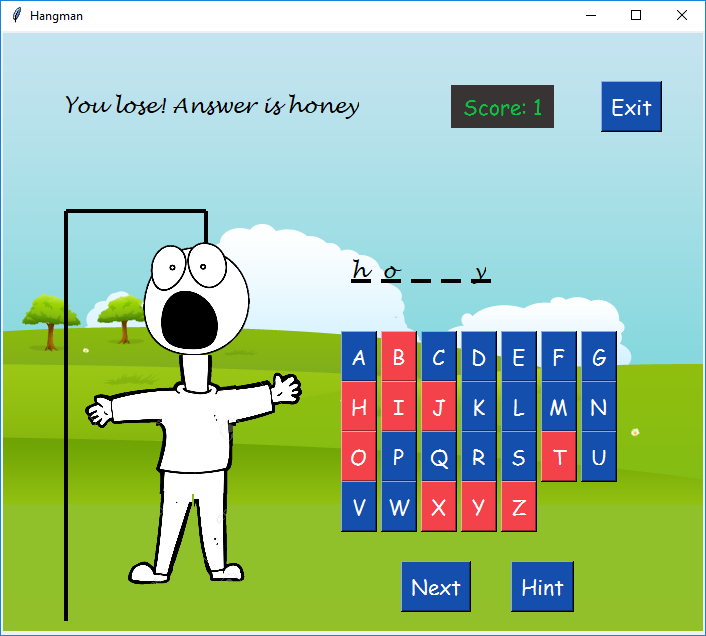 Hangman
You lose! Answer is honey
Score: 1
Exit
h o _ _ y
A B C D E F G
H I J K L M N
O P Q R S T U
V W X Y Z
Next
Hint